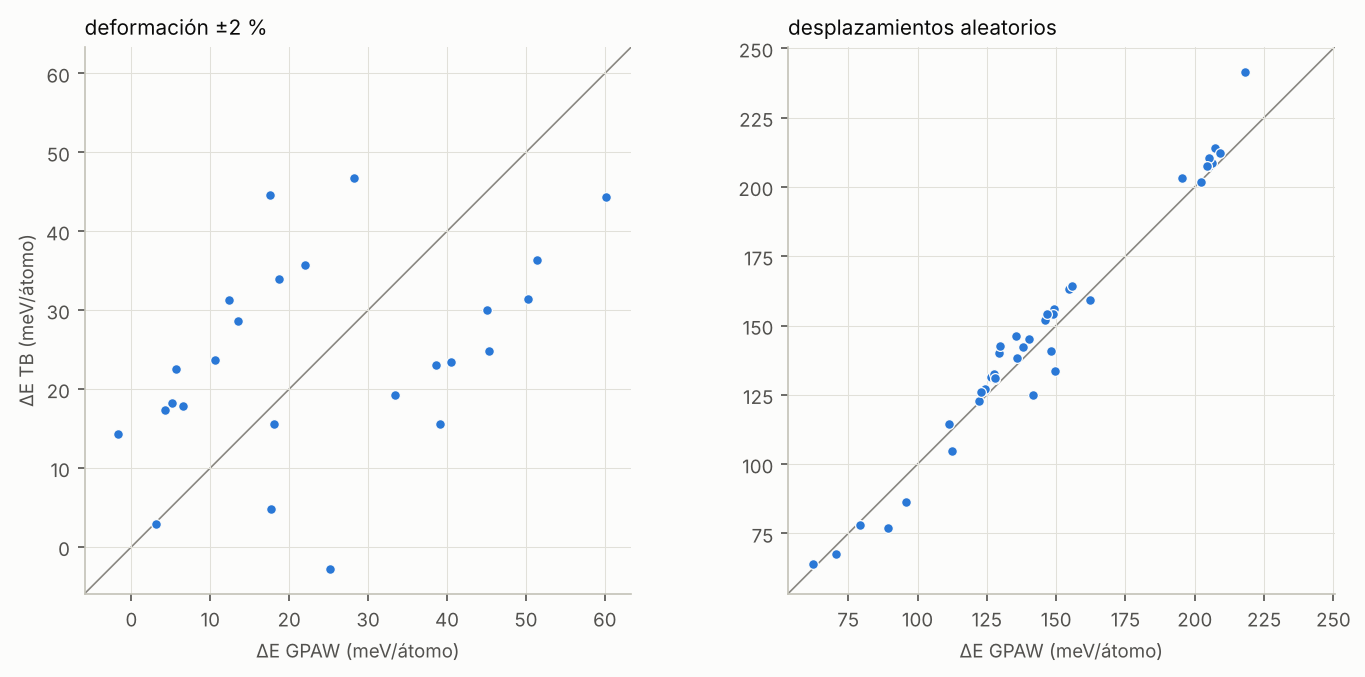 deformación ±2 %
60
50
40
30
20
10
0
ΔE TB (meV/átomo)
0 10 20 30 40 50 60
ΔE GPAW (meV/átomo)
desplazamientos aleatorios
250
225
200
175
150
125
100
75
75 100 125 150 175 200 225 250
ΔE GPAW (meV/átomo)